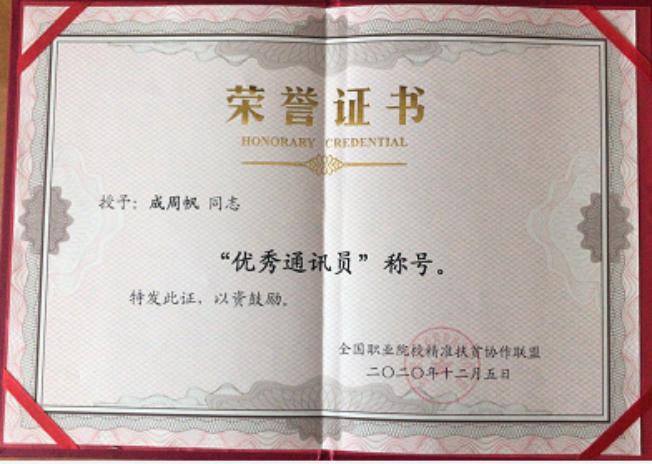 荣誉证书
HONORARY CREDENTIAL
授予：成周帆 同志
“优秀通讯员”称号。
特发此证，以资鼓励。
全国职业院校精准扶贫协作联盟
二〇二〇年十二月五日